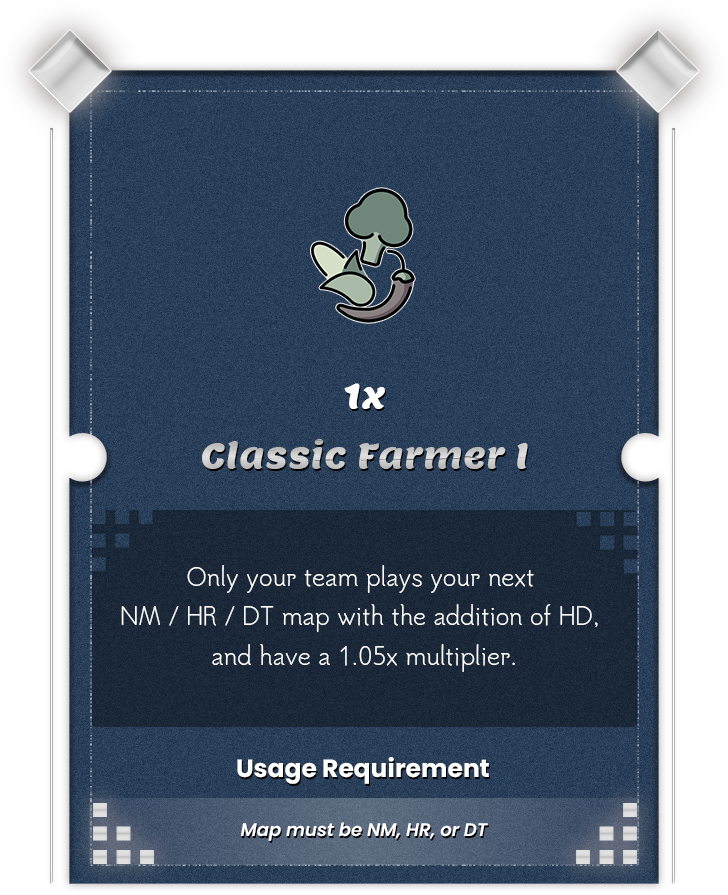 1x
Classic Farmer I
Only your team plays your next
NM / HR / DT map with the addition of HD,
and have a 1.05x multiplier.
Usage Requirement
Map must be NM, HR, or DT